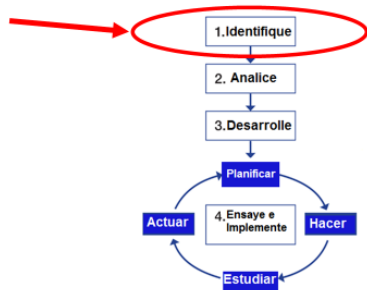 1.Identifique
2. Analice
3.Desarrolle
Planificar
Actuar
4.Ensaye e
Implemente
Hacer
Estudiar